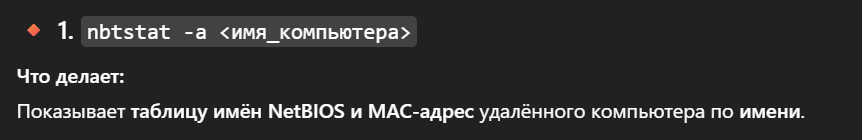 1. nbtstat -a <имя_компьютера>
Что делает:
Показывает таблицу имён NetBIOS и MAC-адрес удалённого компьютера по имени.